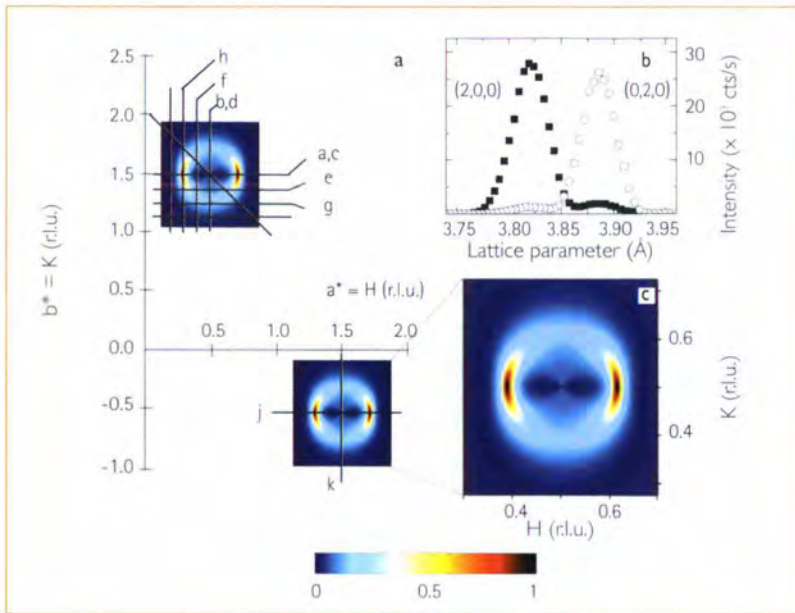 a
b* = K (r.l.u.)
2.5
2.0
1.5
1.0
0.5
0.0
-0.5
-1.0
h
f
b,d
a,c
e
g
a* = H (r.l.u.)
0.5
1.0
1.5
2.0
j
k
b
(2,0,0)
(0,2,0)
30
20
10
Intensity (x 10³ cts/s)
3.75
3.80
3.85
3.90
3.95
Lattice parameter (Å)
c
0.6
0.4
K (r.l.u.)
0.4
0.6
H (r.l.u.)
0
0.5
1